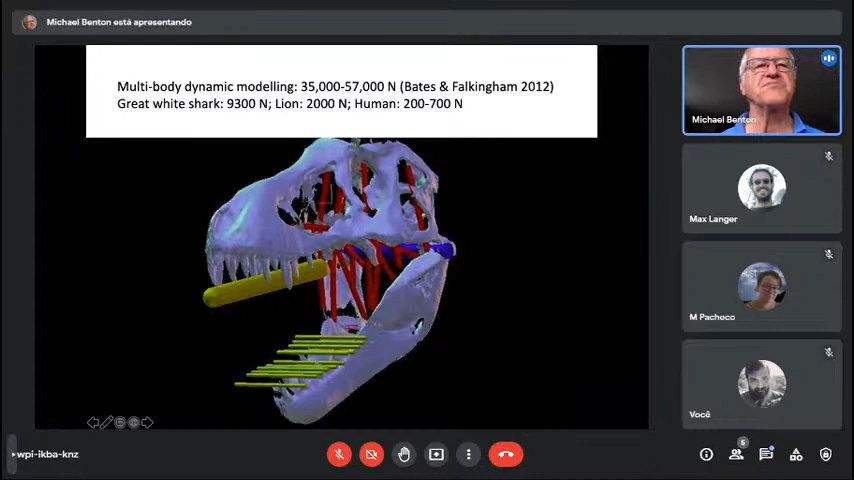 Michael Benton está apresentando
Multi-body dynamic modelling: 35,000-57,000 N (Bates & Falkingham 2012)
Great white shark: 9300 N; Lion: 2000 N; Human: 200-700 N
Michael Benton
Max Langer
M Pacheco
Você
wpi-ikba-knz